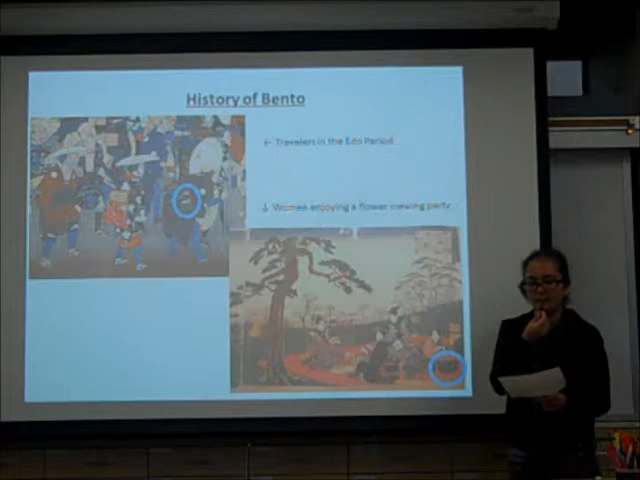 History of Bento
← Travelers in the Edo Period
↓ Women enjoying a flower viewing party